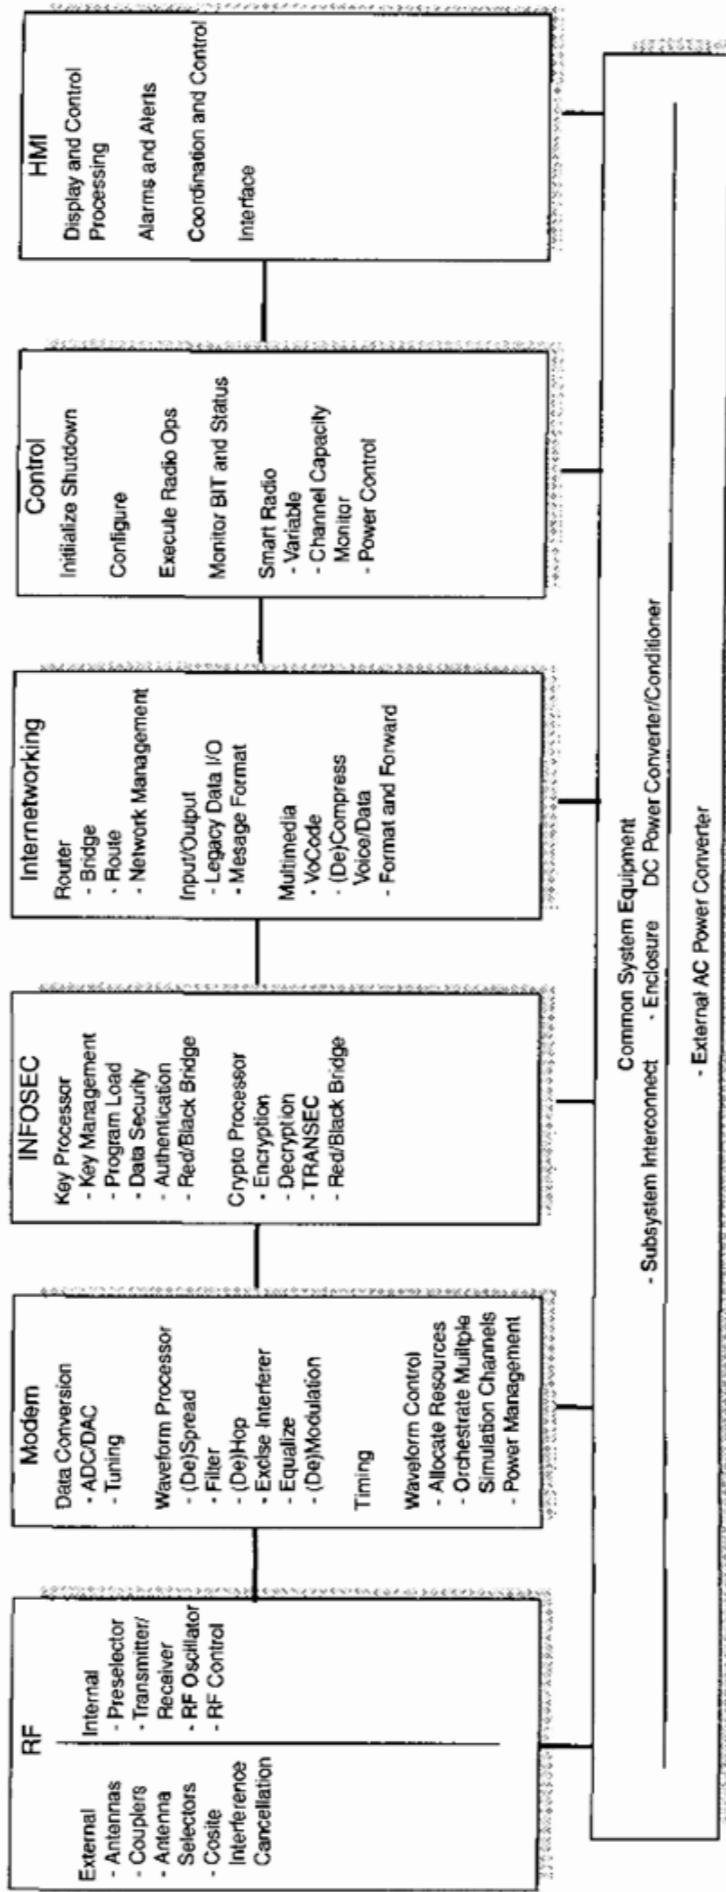 RF
External
- Antennas
- Couplers
- Antenna
Selectors
- Cosite
Interference
Cancellation
Internal
- Preselector
- Transmitter/
Receiver
- RF Oscillator
- RF Control
Modem
Data Conversion
- ADC/DAC
- Tuning
Waveform Processor
- (De)Spread
- Filter
- (De)Hop
- Excise Interferer
- Equalize
- (De)Modulation
Timing
Waveform Control
- Allocate Resources
- Orchestrate Muiltple
Simulation Channels
- Power Management
INFOSEC
Key Processor
- Key Management
- Program Load
- Data Security
- Authentication
- Red/Black Bridge
Crypto Processor
- Encryption
- Decryption
- TRANSEC
- Red/Black Bridge
Internetworking
Router
- Bridge
- Route
- Network Management
Input/Output
- Legacy Data I/O
- Mesage Format
Multimedia
- VoCode
- (De)Compress
Voice/Data
- Format and Forward
Control
Initiialize Shutdown
Configure
Execute Radio Ops
Monitor BIT and Status
Smart Radio
- Variable
- Channel Capacity
Monitor
- Power Control
HMI
Display and Control
Processing
Alarms and Alerts
Coordination and Control
Interface
Common System Equipment
- Subsystem Interconnect - Enclosure DC Power Converter/Conditioner
- External AC Power Converter